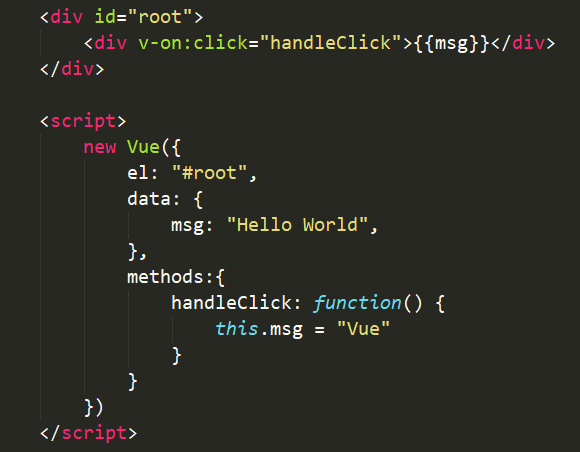 <div id="root">
    <div v-on:click="handleClick">{{msg}}</div>
</div>

<script>
    new Vue({
        el: "#root",
        data: {
            msg: "Hello World",
        },
        methods:{
            handleClick: function() {
                this.msg = "Vue"
            }
        }
    })
</script>